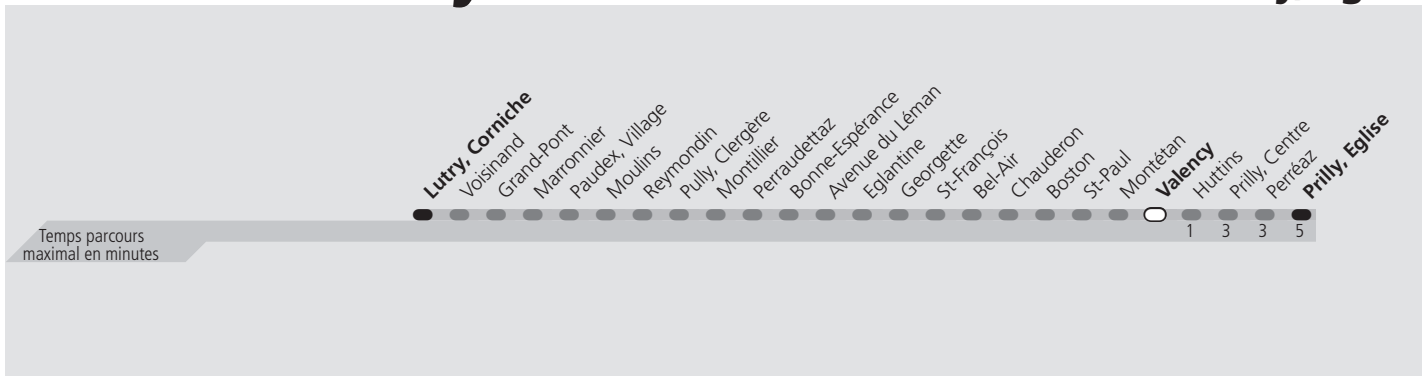 Lutry, Corniche
Voisinand
Grand-Pont
Marronnier
Paudex, Village
Moulins
Reymondin
Pully, Clergère
Montillier
Perraudettaz
Bonne-Espérance
Avenue du Léman
Eglantine
Georgette
St-François
Bel-Air
Chauderon
Boston
St-Paul
Montétan
Valency
Huttins
Prilly, Centre
Perréaz
Prilly, Eglise
Temps parcours
maximal en minutes
1 3 3 5